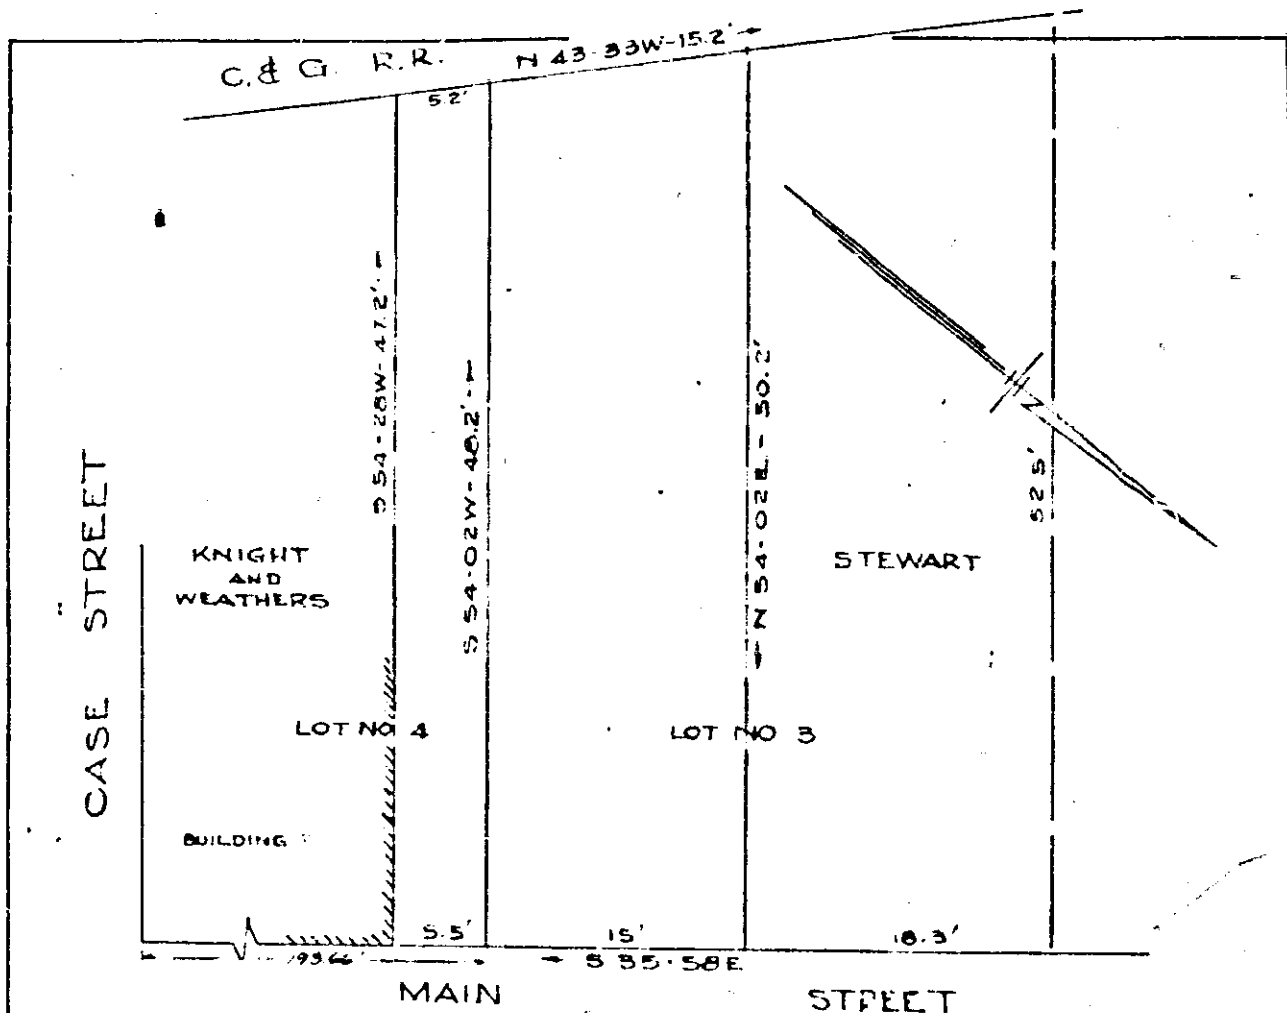 C. & G. R.R.
N 43-33W-15.2'
5.2'
S 54-28W-47.2'
S 54-02W-48.2'
N 54-02E-50.2'
52.5'
N
CASE STREET
KNIGHT
AND
WEATHERS
STEWART
LOT NO 4
LOT NO 3
BUILDING
5.5'
15'
18.3'
193.66'
S 35-58E
MAIN STREET